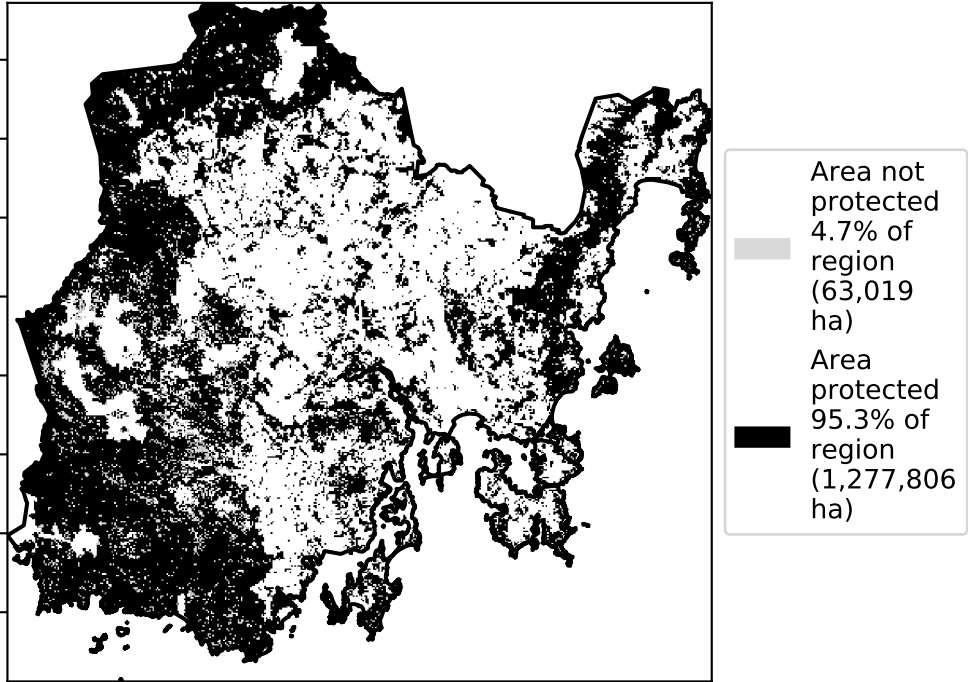 Area not
protected
4.7% of
region
(63,019
ha)
Area
protected
95.3% of
region
(1,277,806
ha)